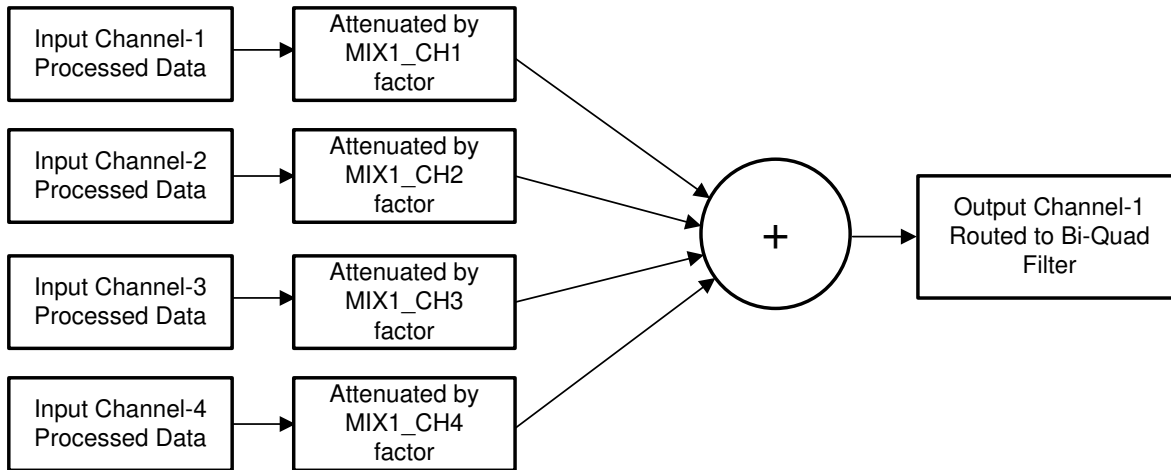 Input Channel-1
Processed Data
Attenuated by
MIX1_CH1
factor
Input Channel-2
Processed Data
Attenuated by
MIX1_CH2
factor
Input Channel-3
Processed Data
Attenuated by
MIX1_CH3
factor
Input Channel-4
Processed Data
Attenuated by
MIX1_CH4
factor
+
Output Channel-1
Routed to Bi-Quad
Filter